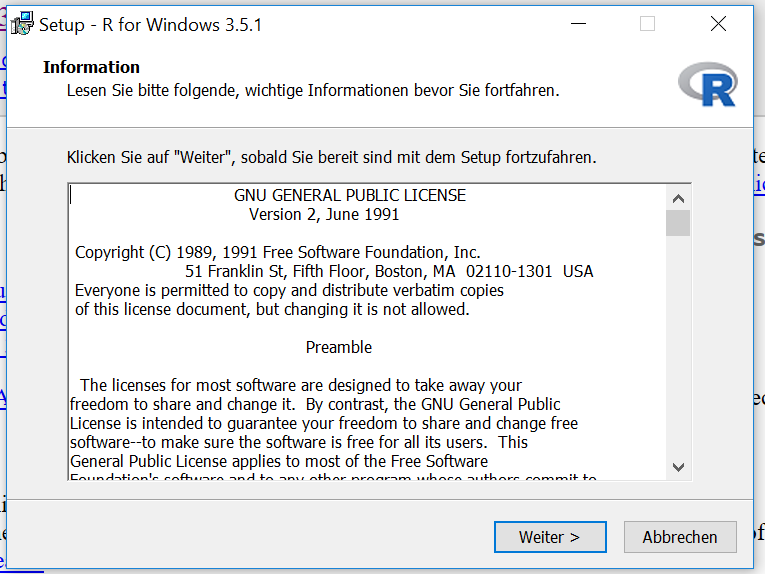 Setup - R for Windows 3.5.1
Information
Lesen Sie bitte folgende, wichtige Informationen bevor Sie fortfahren.
R
Klicken Sie auf "Weiter", sobald Sie bereit sind mit dem Setup fortzufahren.
GNU GENERAL PUBLIC LICENSE
Version 2, June 1991
Copyright (C) 1989, 1991 Free Software Foundation, Inc.
51 Franklin St, Fifth Floor, Boston, MA  02110-1301  USA
Everyone is permitted to copy and distribute verbatim copies
of this license document, but changing it is not allowed.
Preamble
The licenses for most software are designed to take away your
freedom to share and change it.  By contrast, the GNU General Public
License is intended to guarantee your freedom to share and change free
software--to make sure the software is free for all its users.  This
General Public License applies to most of the Free Software
Foundation's software and to any other program whose authors commit to
Weiter >
Abbrechen